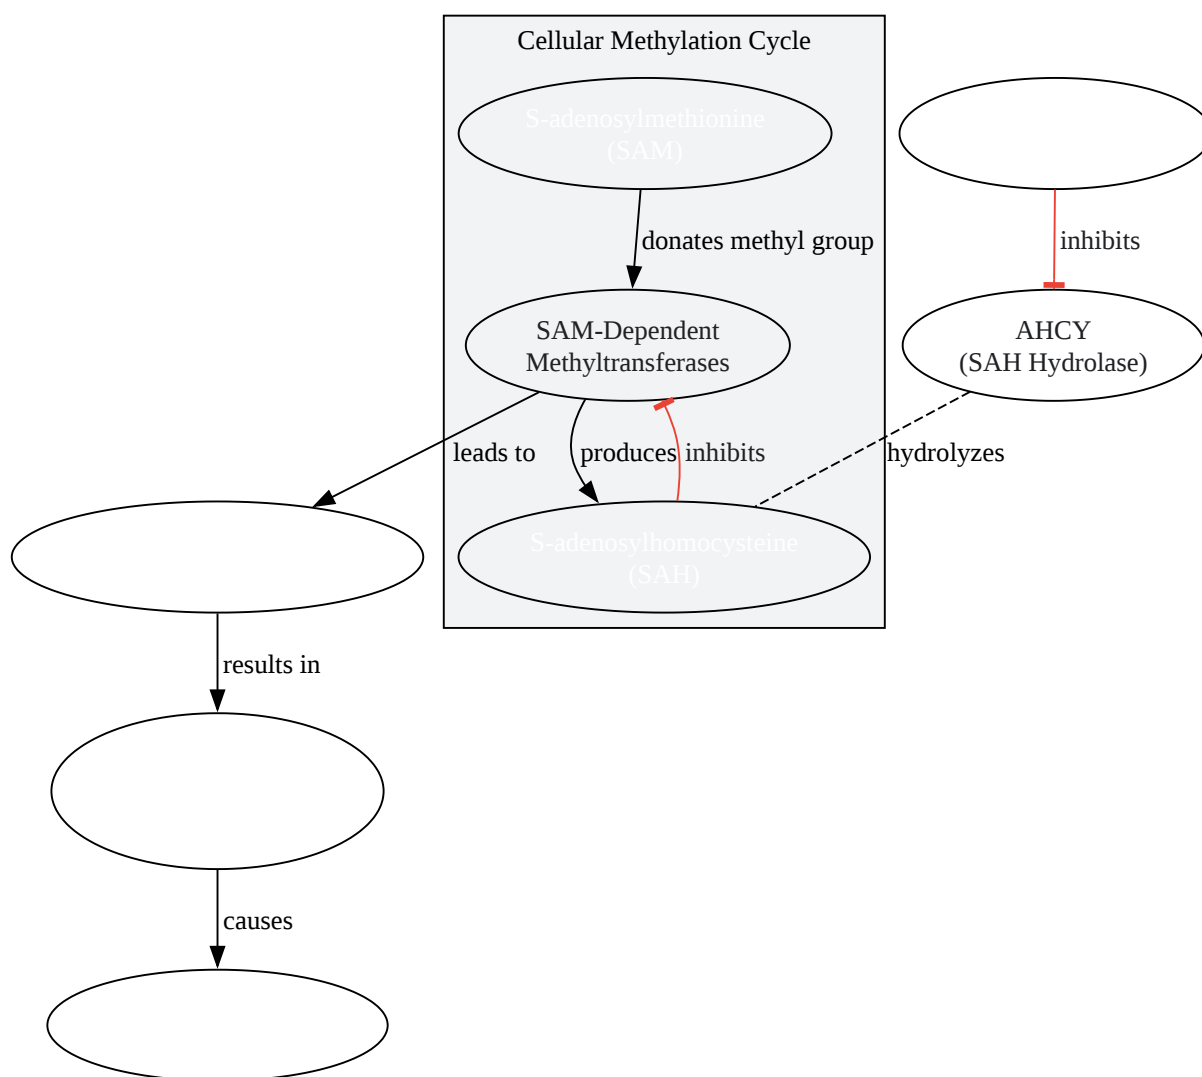 Cellular Methylation Cycle
S-adenosylmethionine
(SAM)
donates methyl group
inhibits
SAM-Dependent
Methyltransferases
AHCY
(SAH Hydrolase)
leads to
produces
inhibits
hydrolyzes
S-adenosylhomocysteine
(SAH)
results in
causes